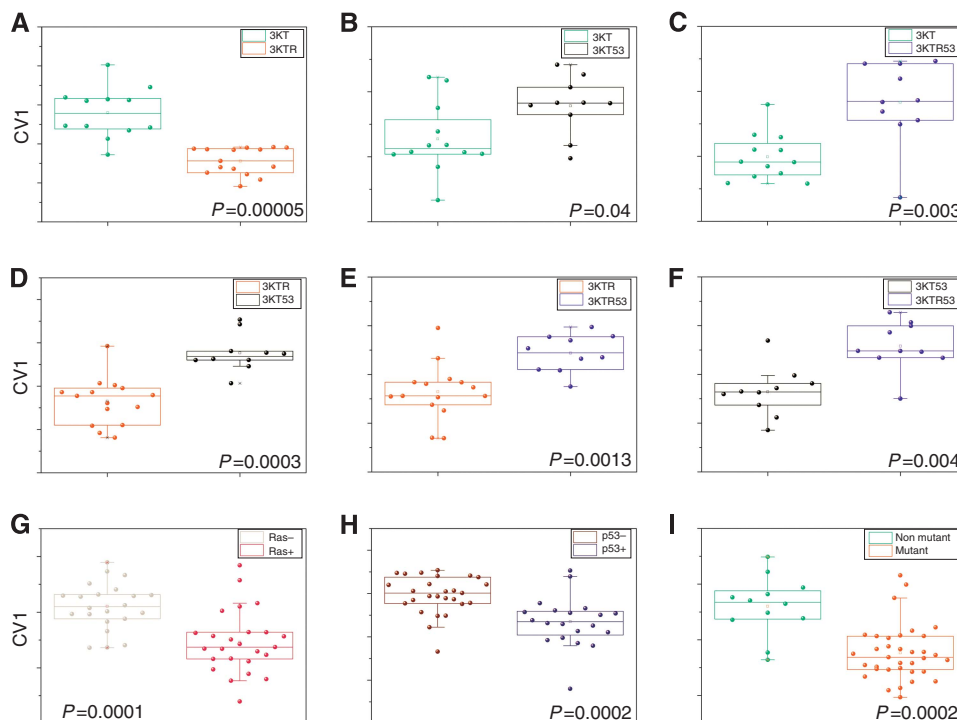 A
3KT
3KTR
CV1
P=0.00005
B
3KT
3KT53
P=0.04
C
3KT
3KTR53
P=0.003
D
3KTR
3KT53
CV1
P=0.0003
E
3KTR
3KTR53
P=0.0013
F
3KT53
3KTR53
P=0.004
G
Ras–
Ras+
CV1
P=0.0001
H
p53–
p53+
P=0.0002
I
Non mutant
Mutant
P=0.0002